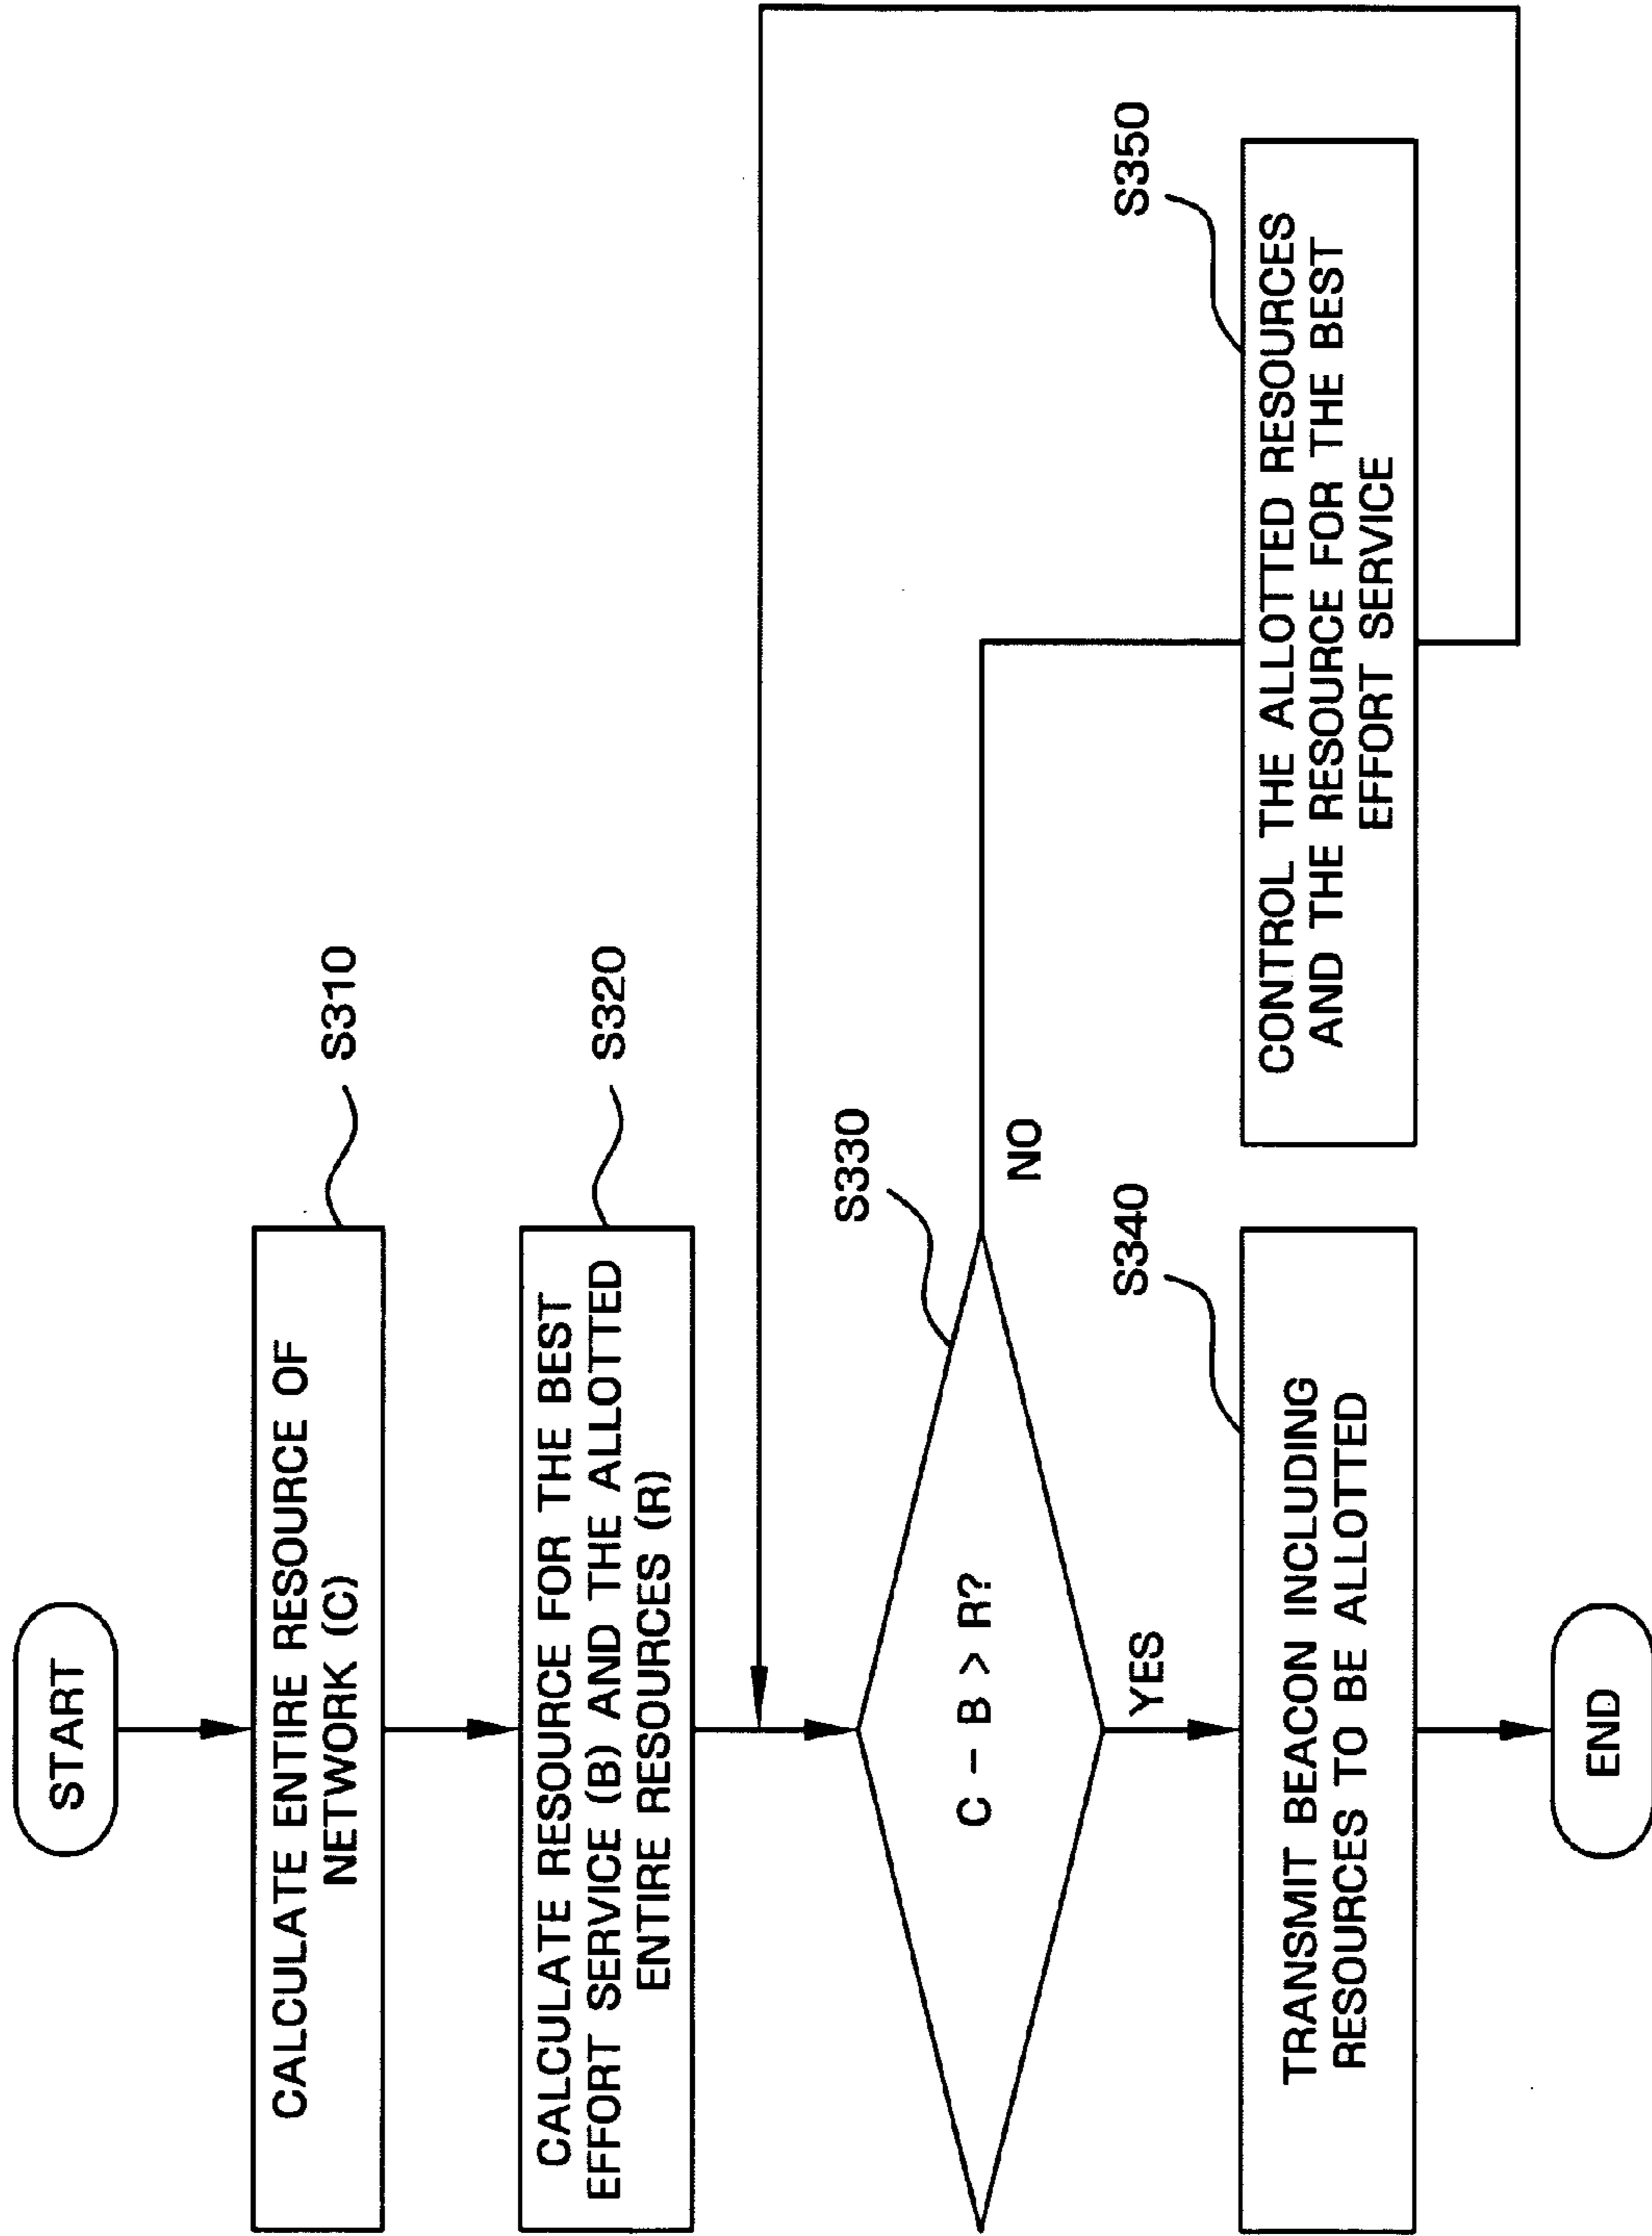 START
CALCULATE ENTIRE RESOURCE OF
NETWORK (C)
S310
CALCULATE RESOURCE FOR THE BEST
EFFORT SERVICE (B) AND THE ALLOTTED
ENTIRE RESOURCES (R)
S320
C - B > R?
S330
NO
YES
TRANSMIT BEACON INCLUDING
RESOURCES TO BE ALLOTTED
S340
CONTROL THE ALLOTTED RESOURCES
AND THE RESOURCE FOR THE BEST
EFFORT SERVICE
S350
END